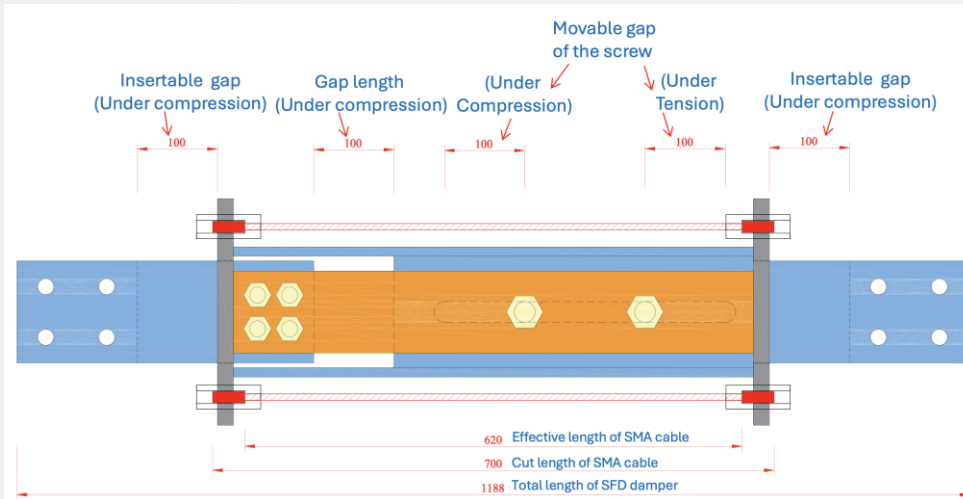 Movable gap
of the screw
Insertable gap
(Under compression)
Gap length
(Under compression)
(Under
Compression)
(Under
Tension)
Insertable gap
(Under compression)
100
100
100
100
100
620 Effective length of SMA cable
700 Cut length of SMA cable
1188 Total length of SFD damper